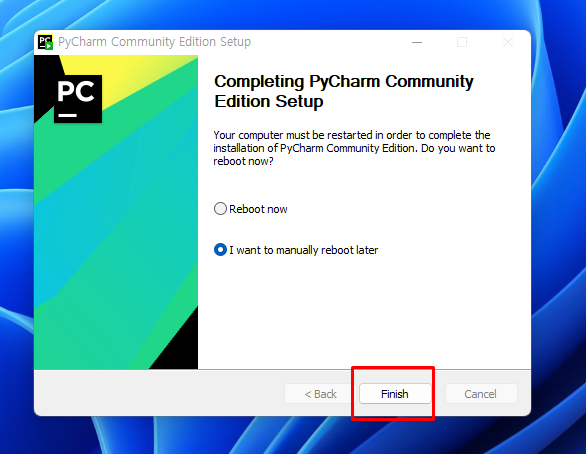 PC
PyCharm Community Edition Setup
PC
Completing PyCharm Community
Edition Setup
Your computer must be restarted in order to complete the
installation of PyCharm Community Edition. Do you want to
reboot now?
Reboot now
I want to manually reboot later
< Back
Finish
Cancel